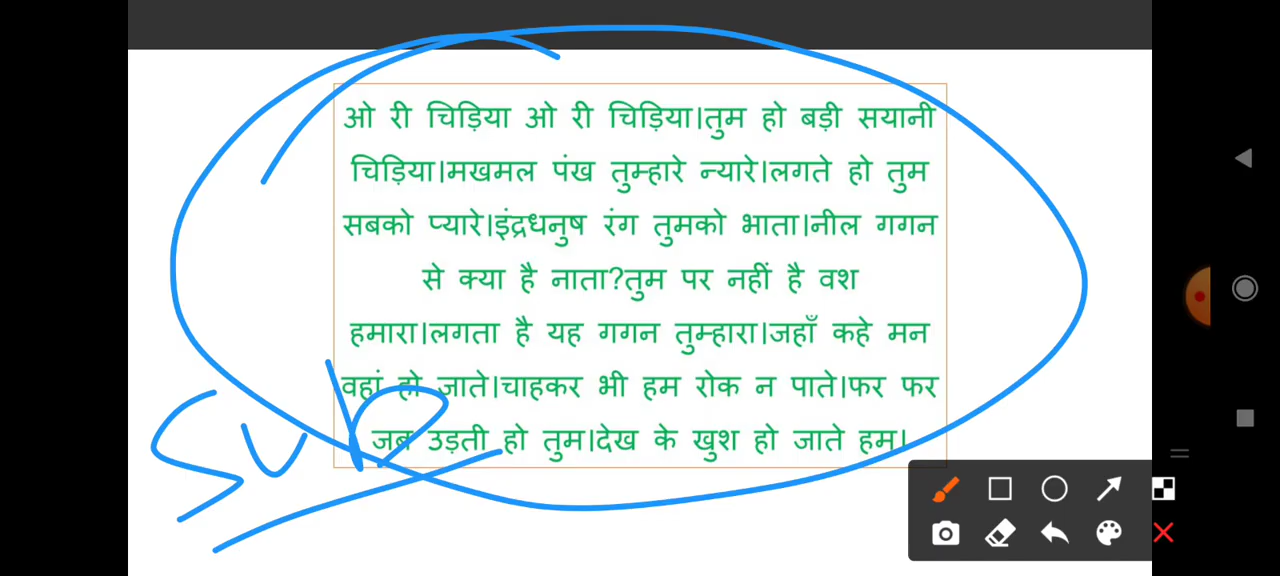 ओ री चिड़िया ओ री चिड़िया।तुम हो बड़ी सयानी
चिड़िया।मखमल पंख तुम्हारे न्यारे।लगते हो तुम
सबको प्यारे।इंद्रधनुष रंग तुमको भाता।नील गगन
से क्या है नाता?तुम पर नहीं है वश
हमारा।लगता है यह गगन तुम्हारा।जहाँ कहे मन
वहां हो जाते।चाहकर भी हम रोक न पाते।फर फर
जब उड़ती हो तुम।देख के खुश हो जाते हम।
Sup